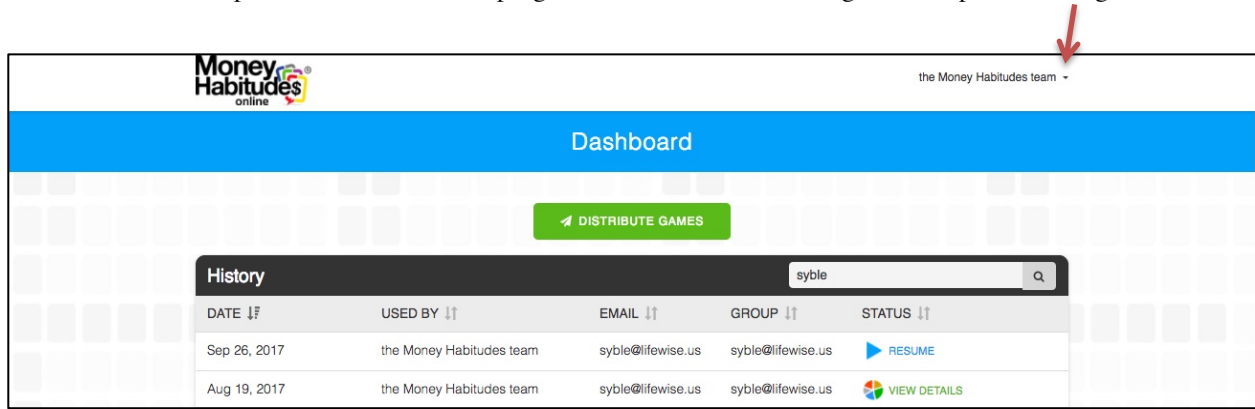 Money
Habitudes®
online
the Money Habitudes team
Dashboard
DISTRIBUTE GAMES
History syble
DATE USED BY EMAIL GROUP STATUS
Sep 26, 2017 the Money Habitudes team syble@lifewise.us syble@lifewise.us RESUME
Aug 19, 2017 the Money Habitudes team syble@lifewise.us syble@lifewise.us VIEW DETAILS